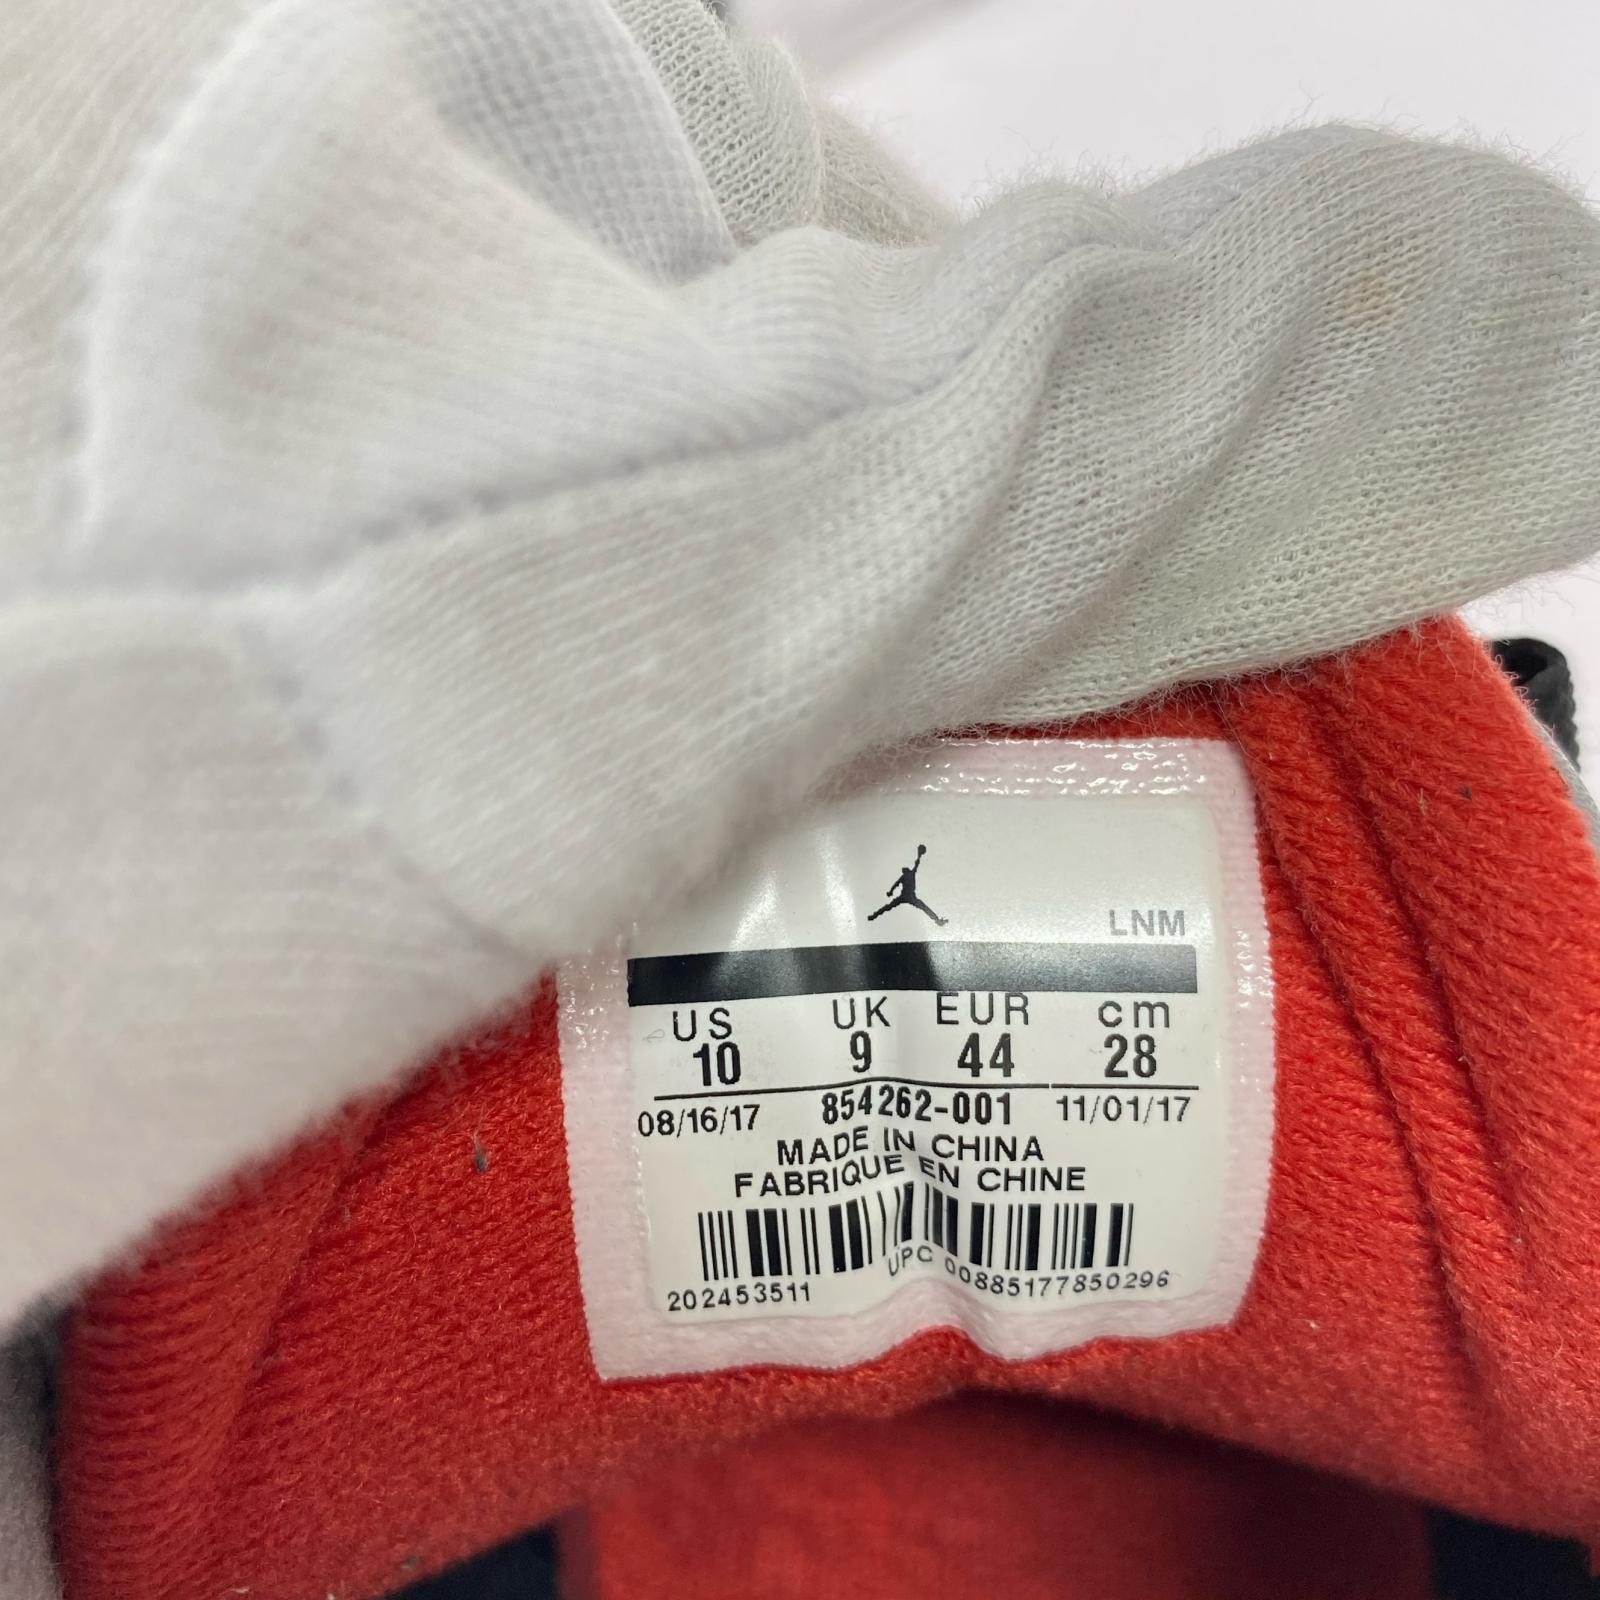 LNM
US UK EUR cm
10 9 44 28
08/16/17 854262-001 11/01/17
MADE IN CHINA
FABRIQUE EN CHINE
202453511 UPC 00885177850296